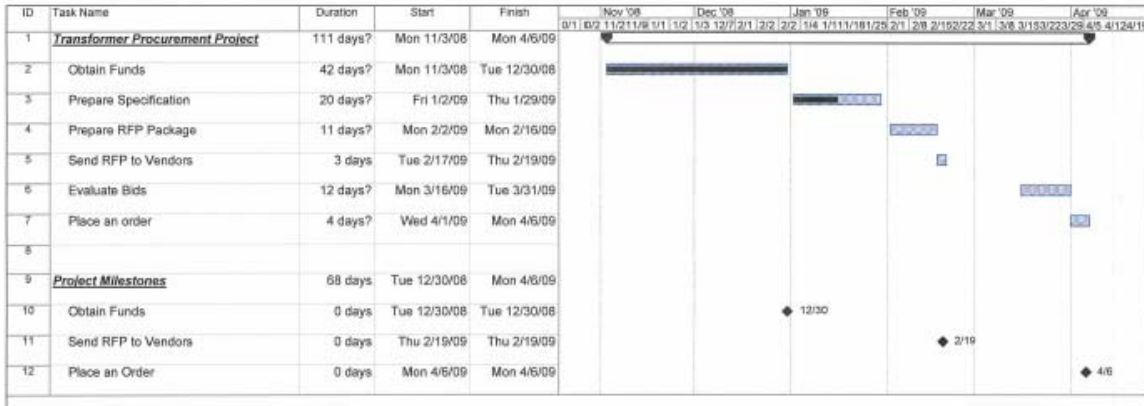 ID Task Name Duration Start Finish Nov '08 Dec '08 Jan '09 Feb '09 Mar '09 Apr '09
1 Transformer Procurement Project 111 days? Mon 11/3/08 Mon 4/6/09
2 Obtain Funds 42 days? Mon 11/3/08 Tue 12/30/08
3 Prepare Specification 20 days? Fri 1/2/09 Thu 1/29/09
4 Prepare RFP Package 11 days? Mon 2/2/09 Mon 2/16/09
5 Send RFP to Vendors 3 days Tue 2/17/09 Thu 2/19/09
6 Evaluate Bids 12 days? Mon 3/16/09 Tue 3/31/09
7 Place an order 4 days? Wed 4/1/09 Mon 4/6/09
8
9 Project Milestones 68 days Tue 12/30/08 Mon 4/6/09
10 Obtain Funds 0 days Tue 12/30/08 Tue 12/30/08 12/30
11 Send RFP to Vendors 0 days Thu 2/19/09 Thu 2/19/09 2/19
12 Place an Order 0 days Mon 4/6/09 Mon 4/6/09 4/6